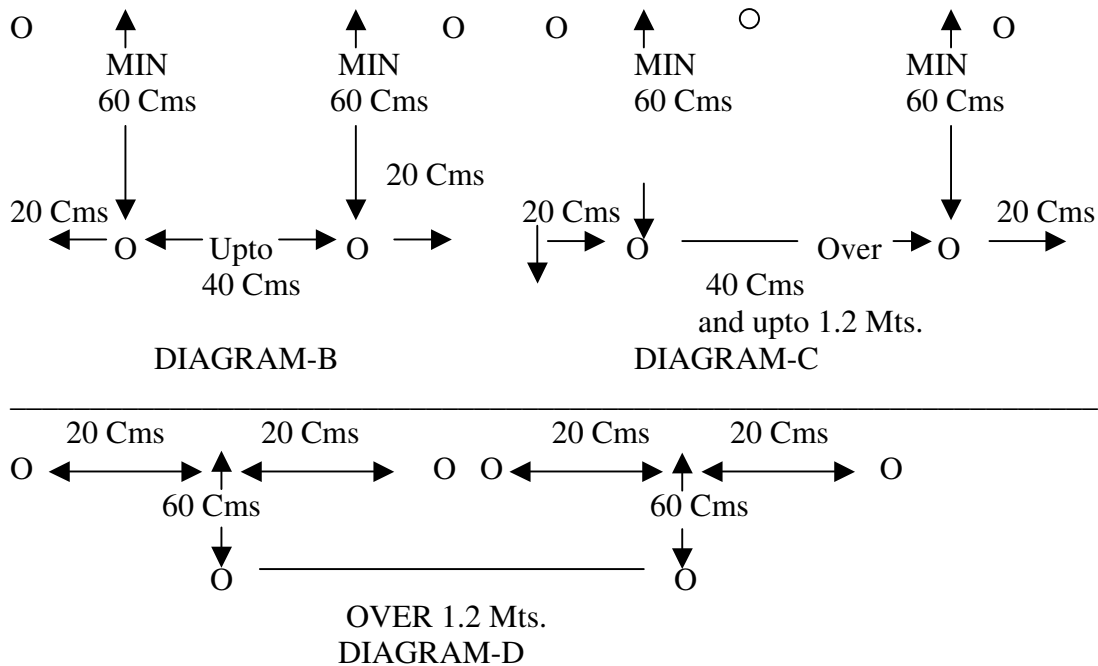 O O O O O
MIN MIN MIN MIN
60 Cms 60 Cms 60 Cms 60 Cms
20 Cms
20 Cms 20 Cms 20 Cms
O Upto O O Over O
40 Cms 40 Cms
and upto 1.2 Mts.
DIAGRAM-B DIAGRAM-C
20 Cms 20 Cms 20 Cms 20 Cms
O O O O
60 Cms 60 Cms
O O
OVER 1.2 Mts.
DIAGRAM-D